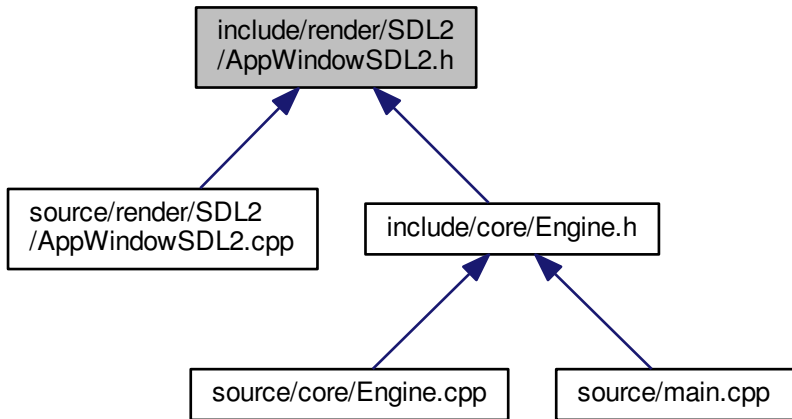 include/render/SDL2
/AppWindowSDL2.h
source/render/SDL2
/AppWindowSDL2.cpp
include/core/Engine.h
source/core/Engine.cpp
source/main.cpp